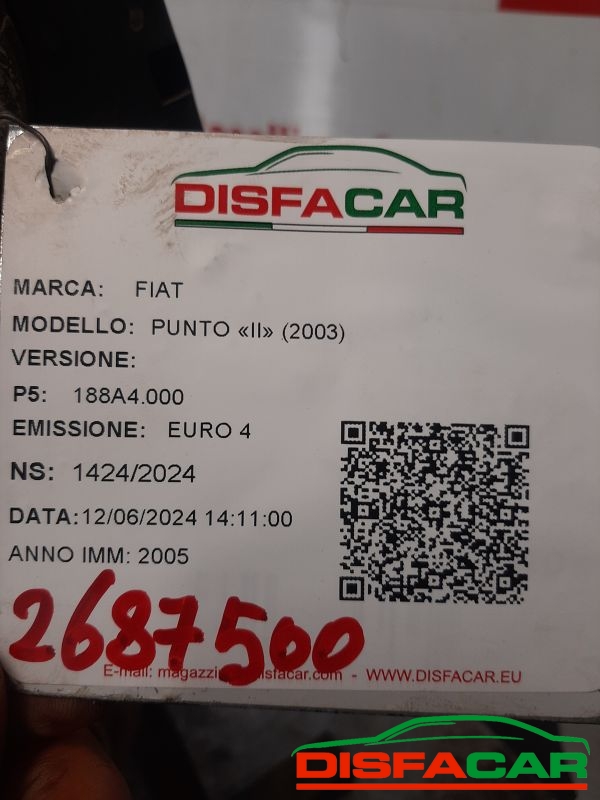 DISFACAR
MARCA: FIAT
MODELLO: PUNTO «II» (2003)
VERSIONE:
P5: 188A4.000
EMISSIONE: EURO 4
NS: 1424/2024
DATA:12/06/2024 14:11:00
ANNO IMM: 2005
2687500
E-mail: - WWW.DISFACAR.EU
DISFACAR